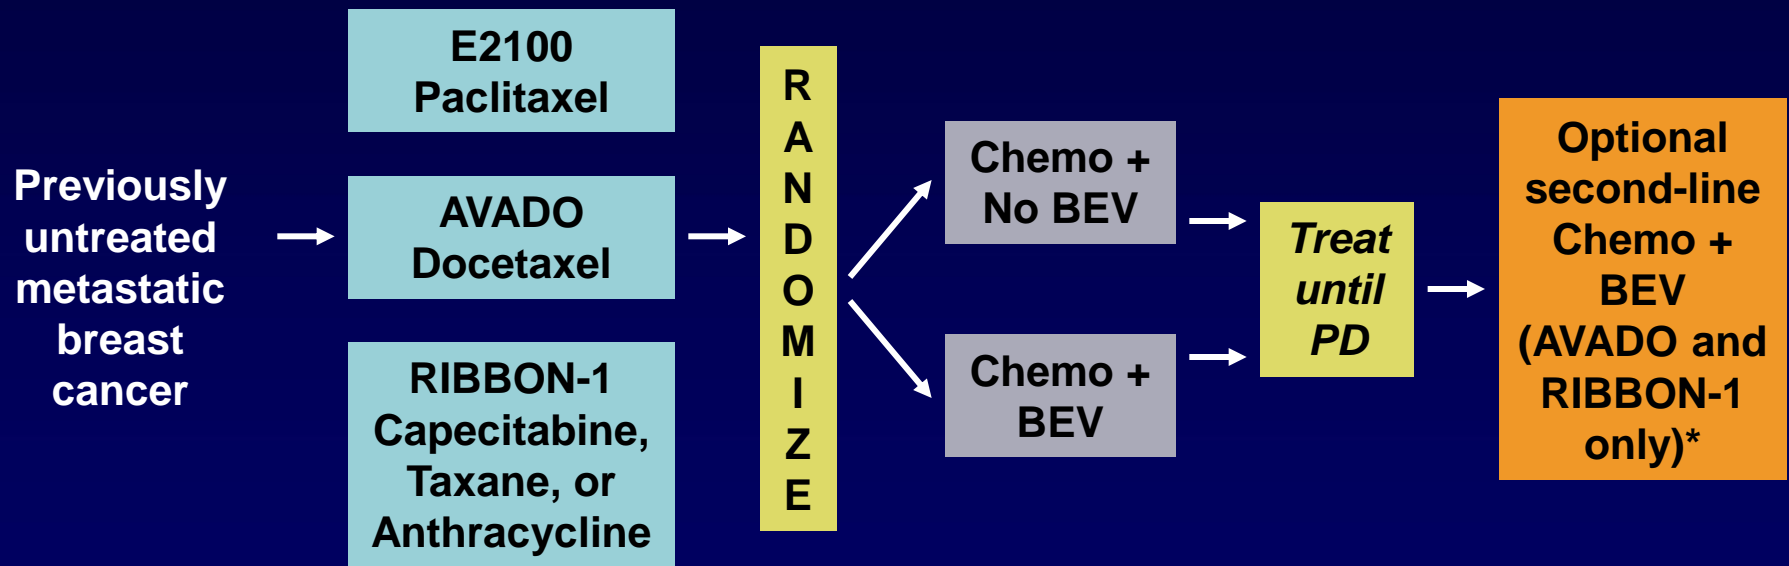 Previously
untreated
metastatic
breast
cancer
E2100
Paclitaxel
AVADO
Docetaxel
RIBBON-1
Capecitabine,
Taxane, or
Anthracycline
R
A
N
D
O
M
I
Z
E
Chemo +
No BEV
Chemo +
BEV
Treat
until
PD
Optional
second-line
Chemo +
BEV
(AVADO and
RIBBON-1
only)*